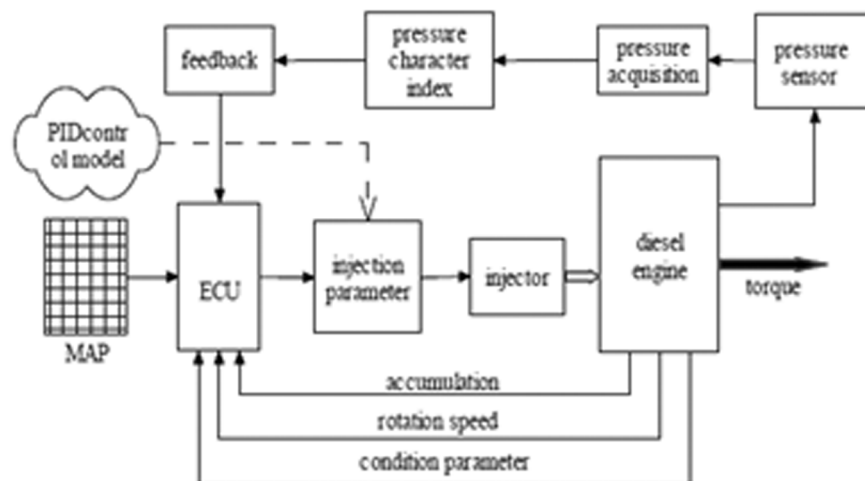 feedback
pressure
character
index
pressure
acquisition
pressure
sensor
PIDcontr
ol model
MAP
ECU
injection
parameter
injector
diesel
engine
torque
accumulation
rotation speed
condition parameter